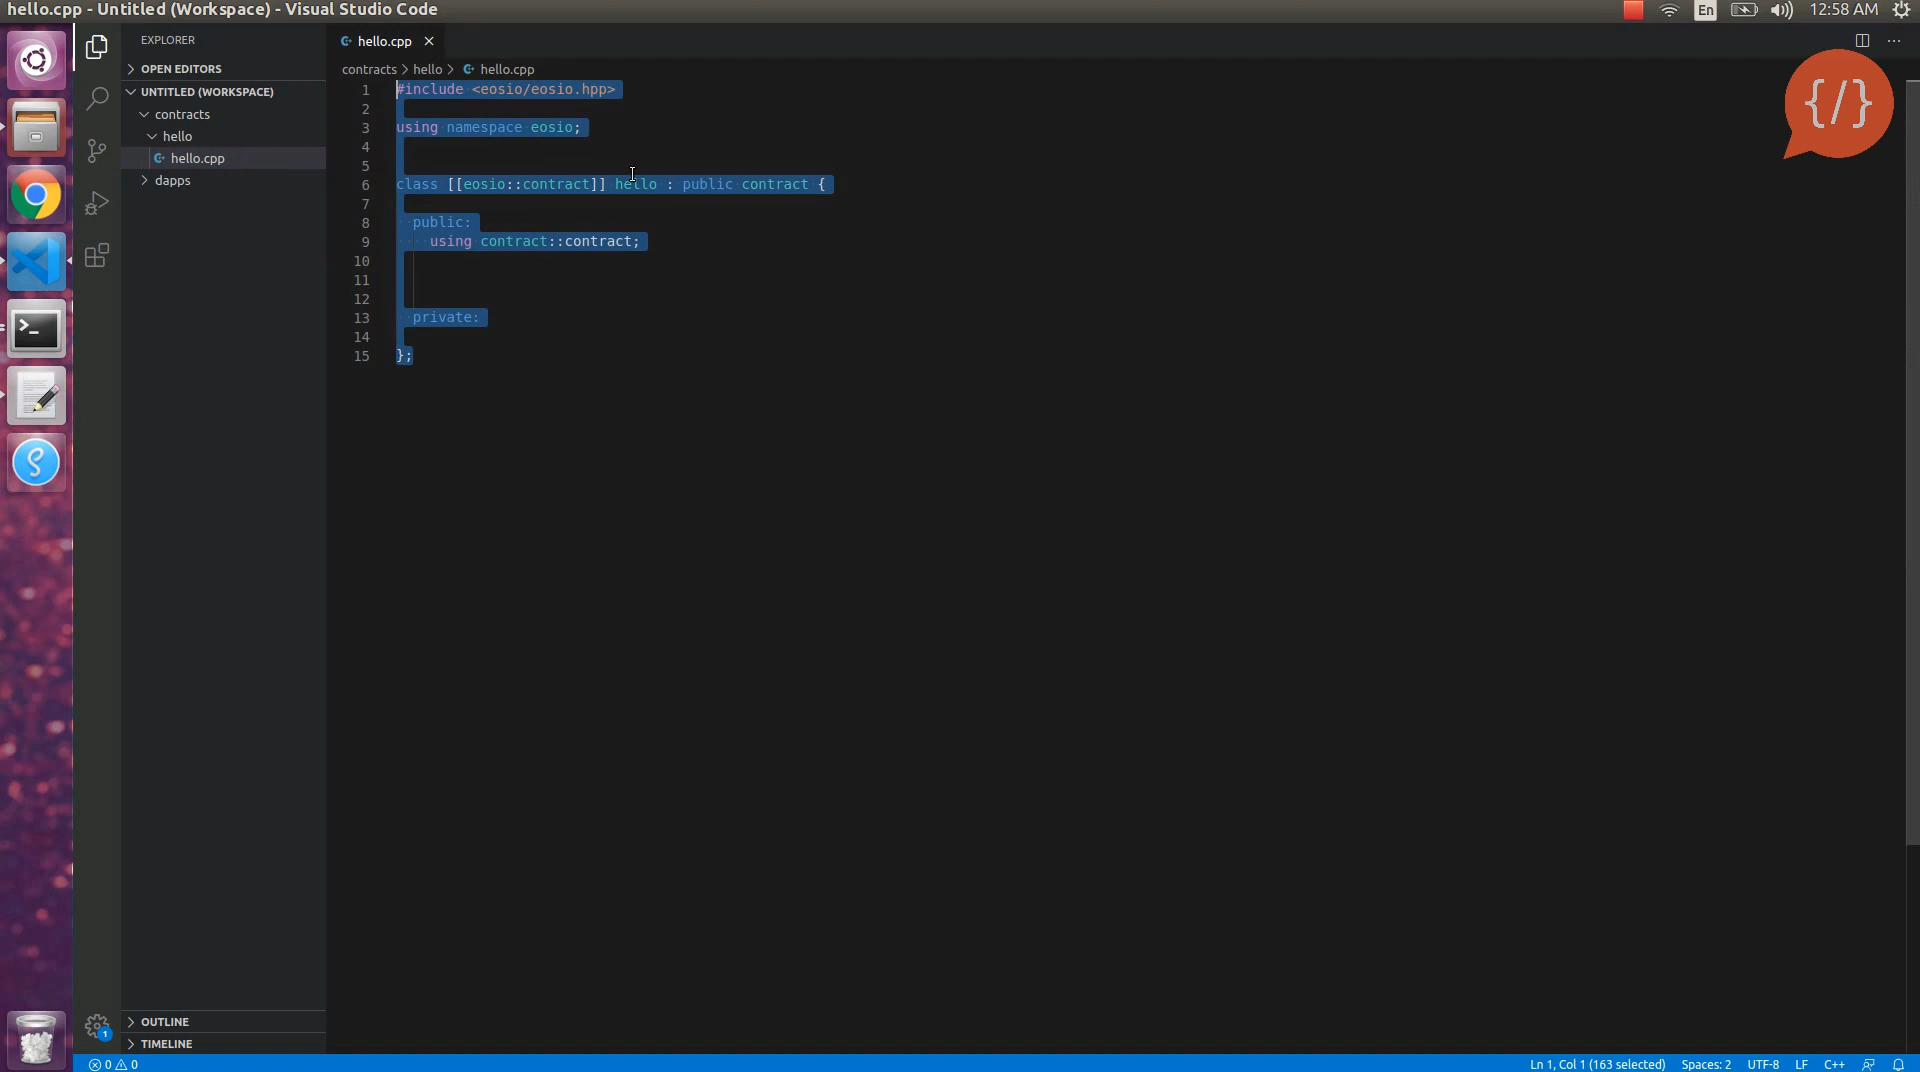 hello.cpp - Untitled (Workspace) - Visual Studio Code
En
12:58 AM
EXPLORER
OPEN EDITORS
UNTITLED (WORKSPACE)
contracts
hello
hello.cpp
dapps
OUTLINE
TIMELINE
hello.cpp
contracts > hello > hello.cpp
{/}
1 #include <eosio/eosio.hpp>
2
3 using namespace eosio;
4
5
6 class [[eosio::contract]] hello : public contract {
7
8 public:
9 using contract::contract;
10
11
12
13 private:
14
15 };
1
0 0
Ln 1, Col 1 (163 selected)
Spaces: 2
UTF-8
LF
C++